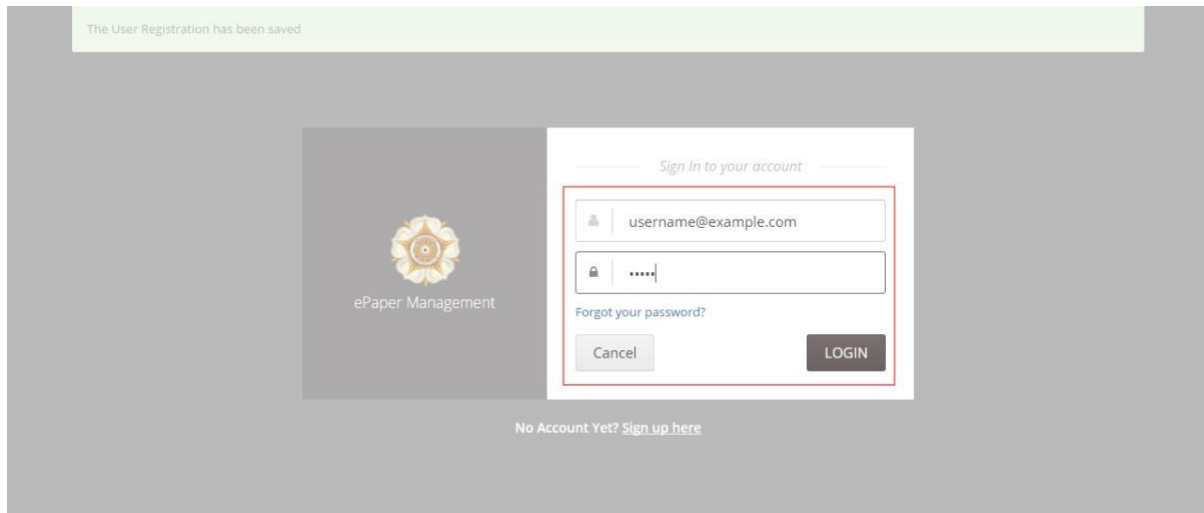 The User Registration has been saved
Sign In to your account
username@example.com
•••••
ePaper Management
Forgot your password?
Cancel
LOGIN
No Account Yet? Sign up here